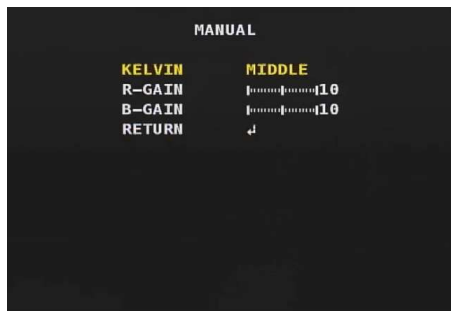 MANUAL
KELVIN MIDDLE
R-GAIN 10
B-GAIN 10
RETURN ↲